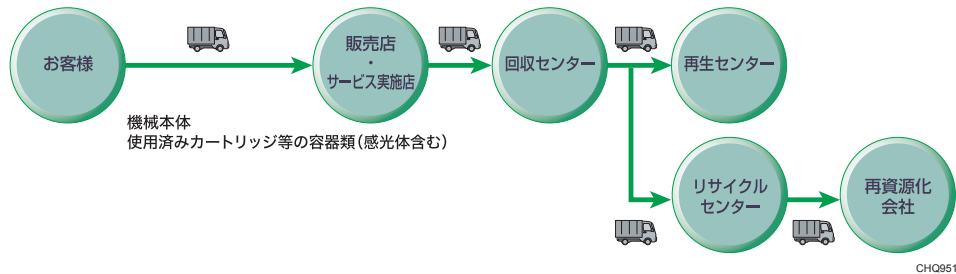 お客様
販売店
・
サービス実施店
回収センター
再生センター
機械本体
使用済みカートリッジ等の容器類（感光体含む）
リサイクル
センター
再資源化
会社
CHQ951